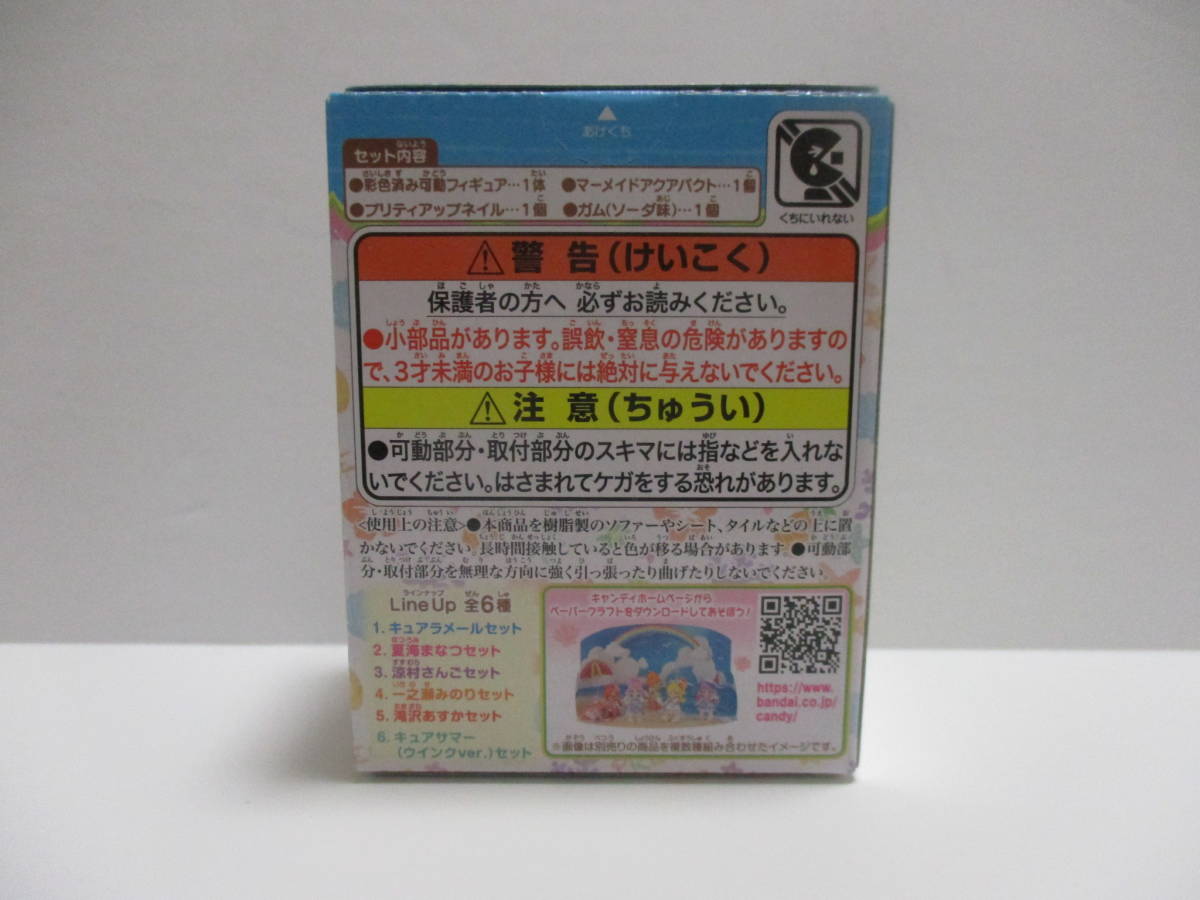 あけくち
セット内容
●彩色済み可動フィギュア…1体 ●マーメイドアクアパクト…1個
●プリティアップネイル…1個 ●ガム(ソーダ味)…1個
くちにいれない
⚠警告(けいこく)
保護者の方へ 必ずお読みください。
●小部品があります。誤飲・窒息の危険がありますの
で、3才未満のお子様には絶対に与えないでください。
⚠注意(ちゅうい)
●可動部分・取付部分のスキマには指などを入れな
いでください。はさまれてケガをする恐れがあります。
<使用上の注意>●本商品を樹脂製のソファーやシート、タイルなどの上に置
かないでください。長時間接触していると色が移る場合があります。●可動部
分・取付部分を無理な方向に強く引っ張ったり曲げたりしないでください。
LineUp 全6種
1. キュアラメールセット
2. 夏海まなつセット
3. 涼村さんごセット
4. 一之瀬みのりセット
5. 滝沢あすかセット
6. キュアサマー
(ウインクver.)セット
キャンディホームページから
ペーパークラフトをダウンロードしてあそぼう!
https://www.
bandai.co.jp/
candy/
※画像は別売りの商品を複数種組み合わせたイメージです。